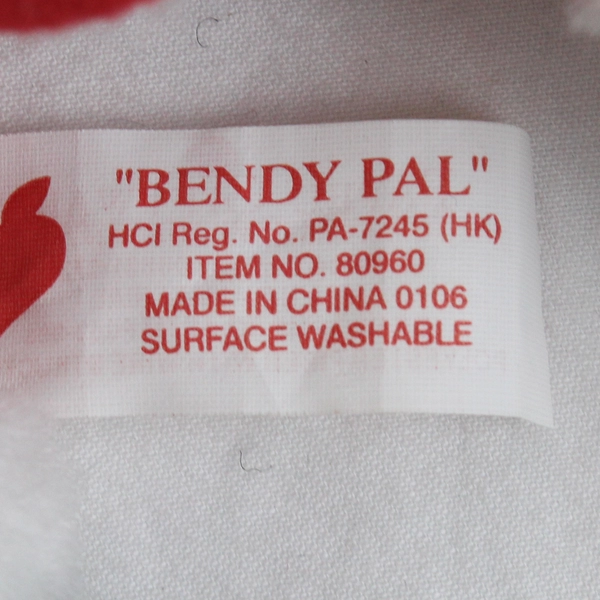 "BENDY PAL"
HCI Reg. No. PA-7245 (HK)
ITEM NO. 80960
MADE IN CHINA 0106
SURFACE WASHABLE